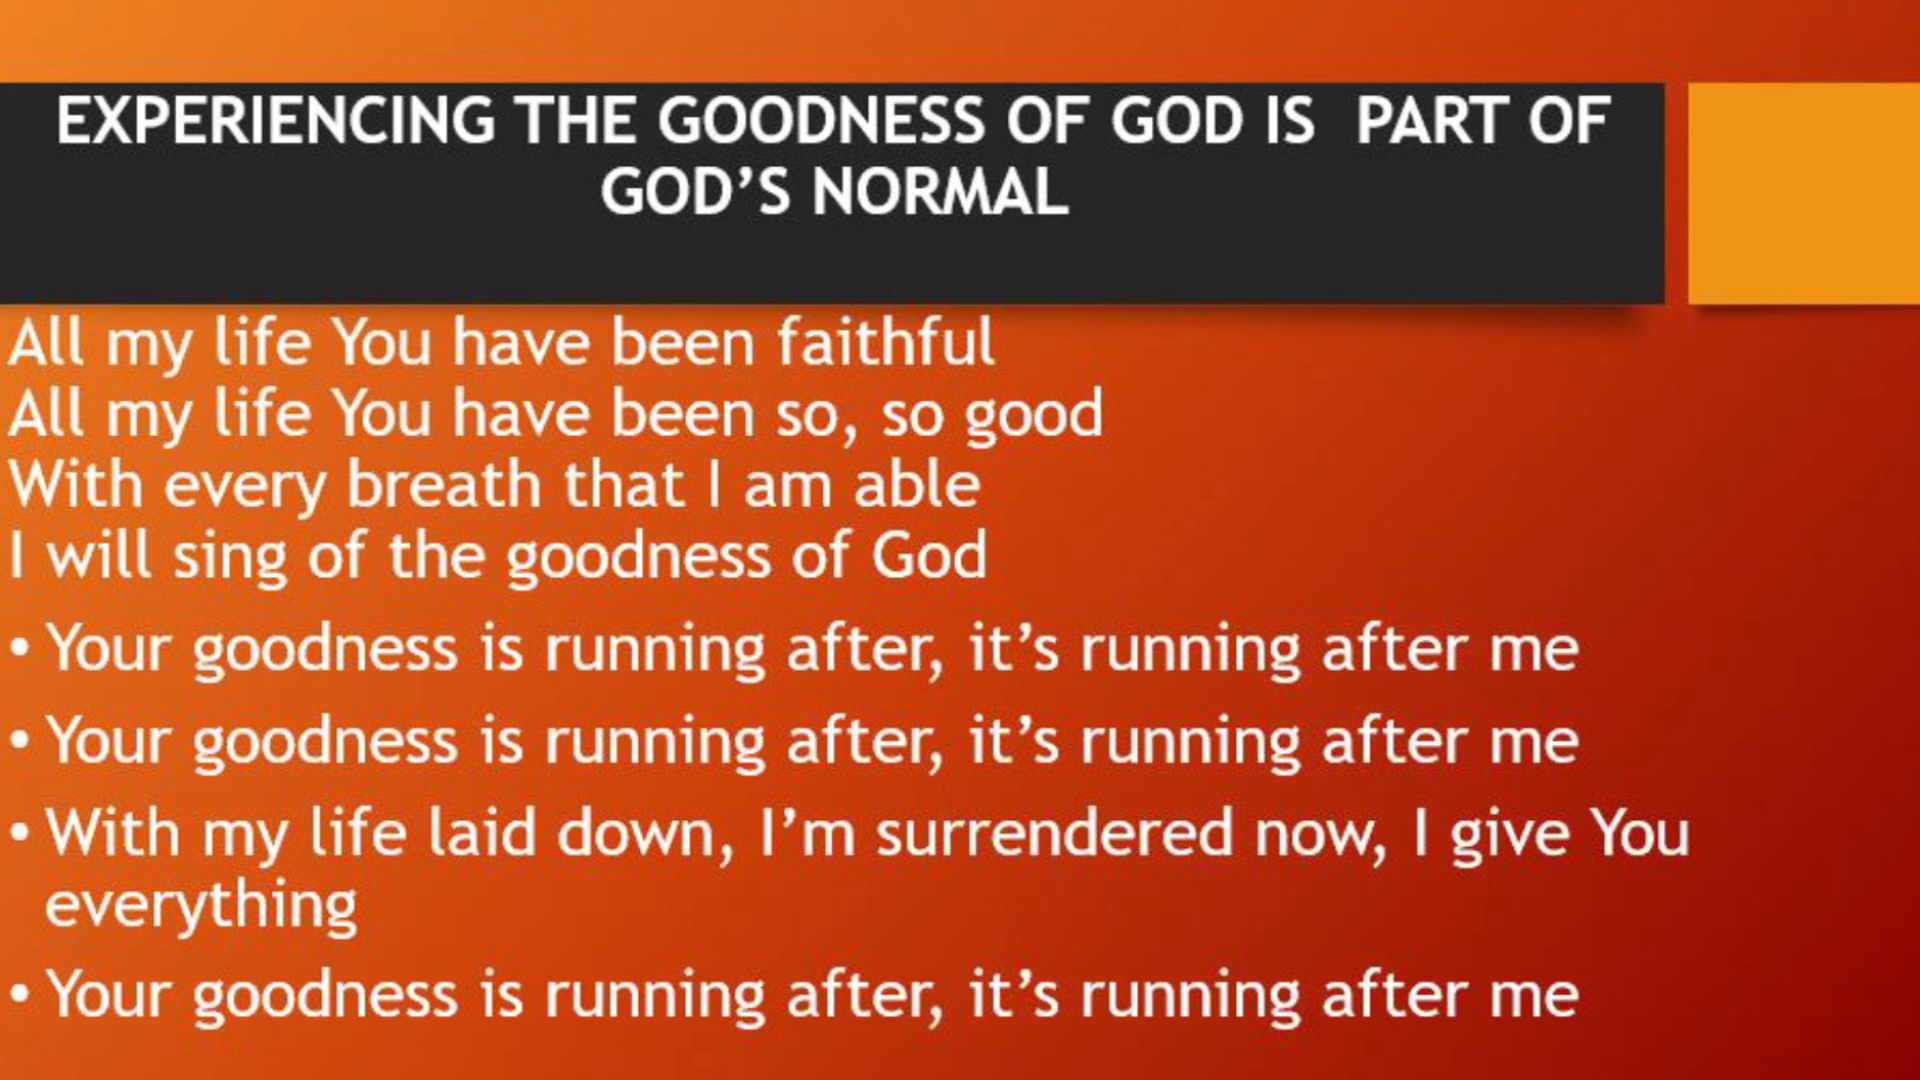 EXPERIENCING THE GOODNESS OF GOD IS  PART OF
GOD’S NORMAL
All my life You have been faithful
All my life You have been so, so good
With every breath that I am able
I will sing of the goodness of God
• Your goodness is running after, it’s running after me
• Your goodness is running after, it’s running after me
• With my life laid down, I’m surrendered now, I give You
everything
• Your goodness is running after, it’s running after me